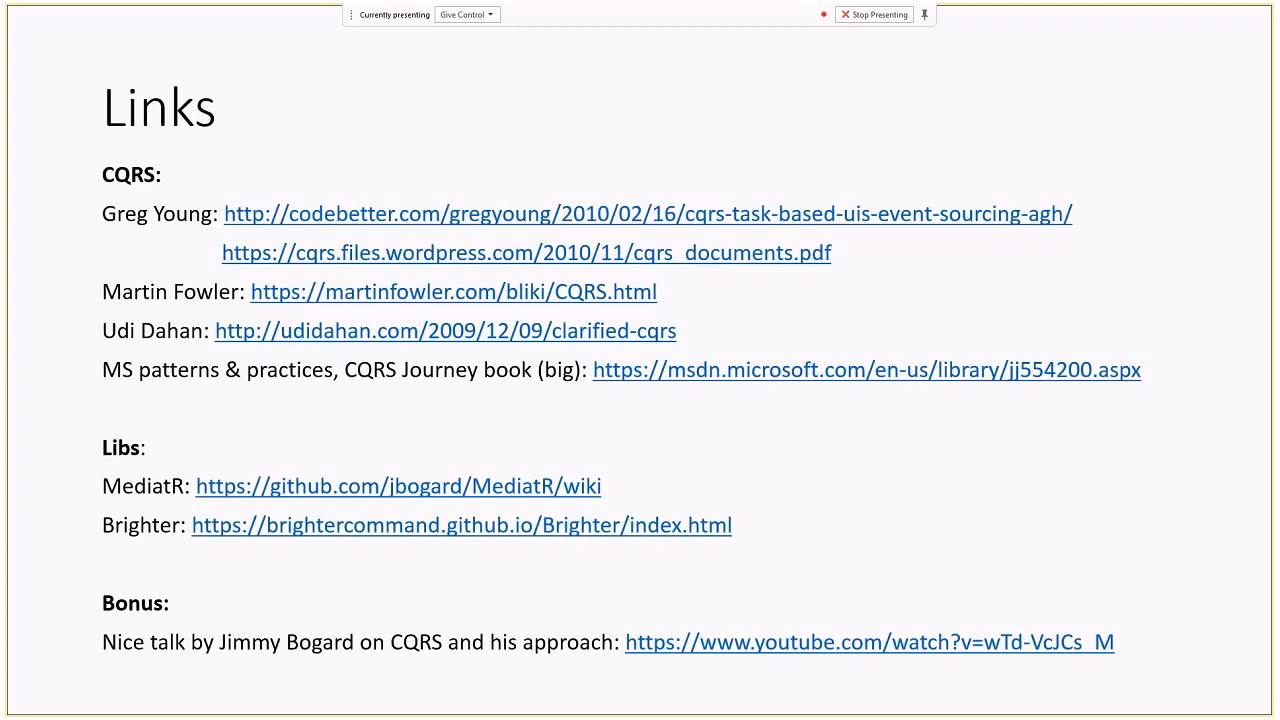 Currently presenting Give Control Stop Presenting
Links
CQRS:
Greg Young: http://codebetter.com/gregyoung/2010/02/16/cqrs-task-based-uis-event-sourcing-agh/
https://cqrs.files.wordpress.com/2010/11/cqrs_documents.pdf
Martin Fowler: https://martinfowler.com/bliki/CQRS.html
Udi Dahan: http://udidahan.com/2009/12/09/clarified-cqrs
MS patterns & practices, CQRS Journey book (big): https://msdn.microsoft.com/en-us/library/jj554200.aspx
Libs:
MediatR: https://github.com/jbogard/MediatR/wiki
Brighter: https://brightercommand.github.io/Brighter/index.html
Bonus:
Nice talk by Jimmy Bogard on CQRS and his approach: https://www.youtube.com/watch?v=wTd-VcJCs_M